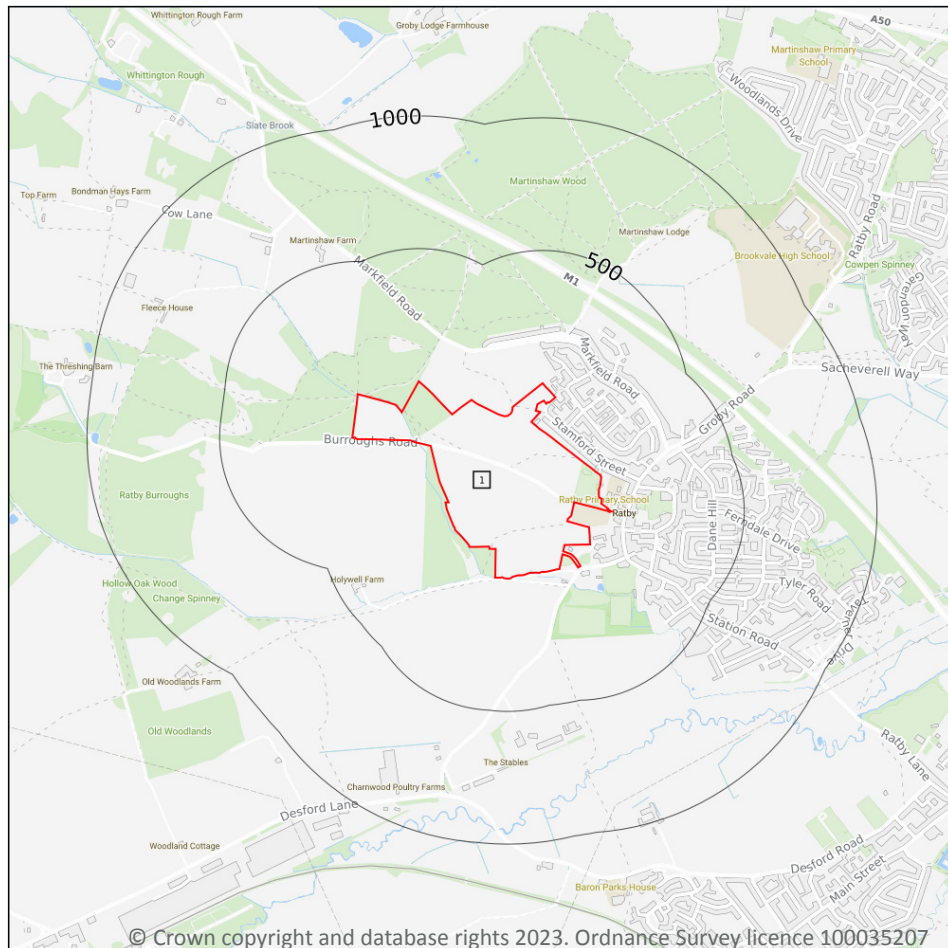 Whittington Rough Farm
Groby Lodge Farmhouse
A50
Martinshaw Primary
School
Whittington Rough
Woodlands Drive
1000
Slate Brook
Martinshaw Wood
Top Farm
Bondman Hays Farm
Cow Lane
Ratby Road
Martinshaw Lodge
Martinshaw Farm
Brookvale High School
500
Cowpen Spinney
M1
Markfield Road
Garendon Way
Fleece House
The Threshing Barn
Markfield Road
Sacheverell Way
Groby Road
Burroughs Road
Stamford Street
1
Ratby Burroughs
Ratby Primary School
Ratby
Dane Hill
Ferndale Drive
Hollow Oak Wood
Change Spinney
Holywell Farm
Tyler Road
Taverner Drive
Station Road
Old Woodlands Farm
Old Woodlands
Ratby Lane
The Stables
Charnwood Poultry Farms
Desford Lane
Woodland Cottage
Desford Road
Main Street
Baron Parks House
© Crown copyright and database rights 2023. Ordnance Survey licence 100035207